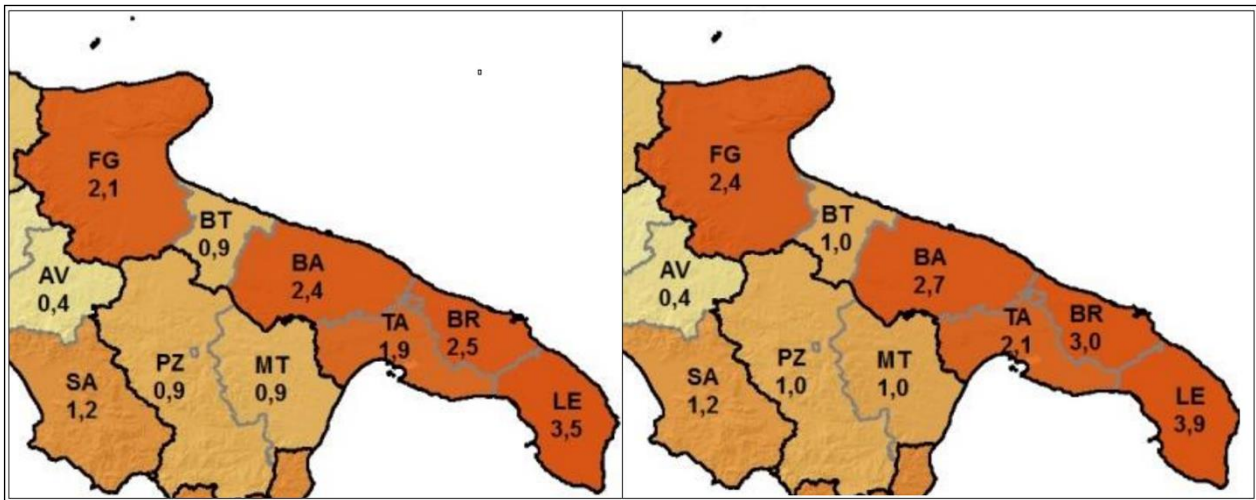 FG
2,1
BT
0,9
BA
2,4
AV
0,4
TA
1,9
BR
2,5
PZ
0,9
MT
0,9
SA
1,2
LE
3,5
FG
2,4
BT
1,0
BA
2,7
AV
0,4
TA
2,1
BR
3,0
PZ
1,0
MT
1,0
SA
1,2
LE
3,9